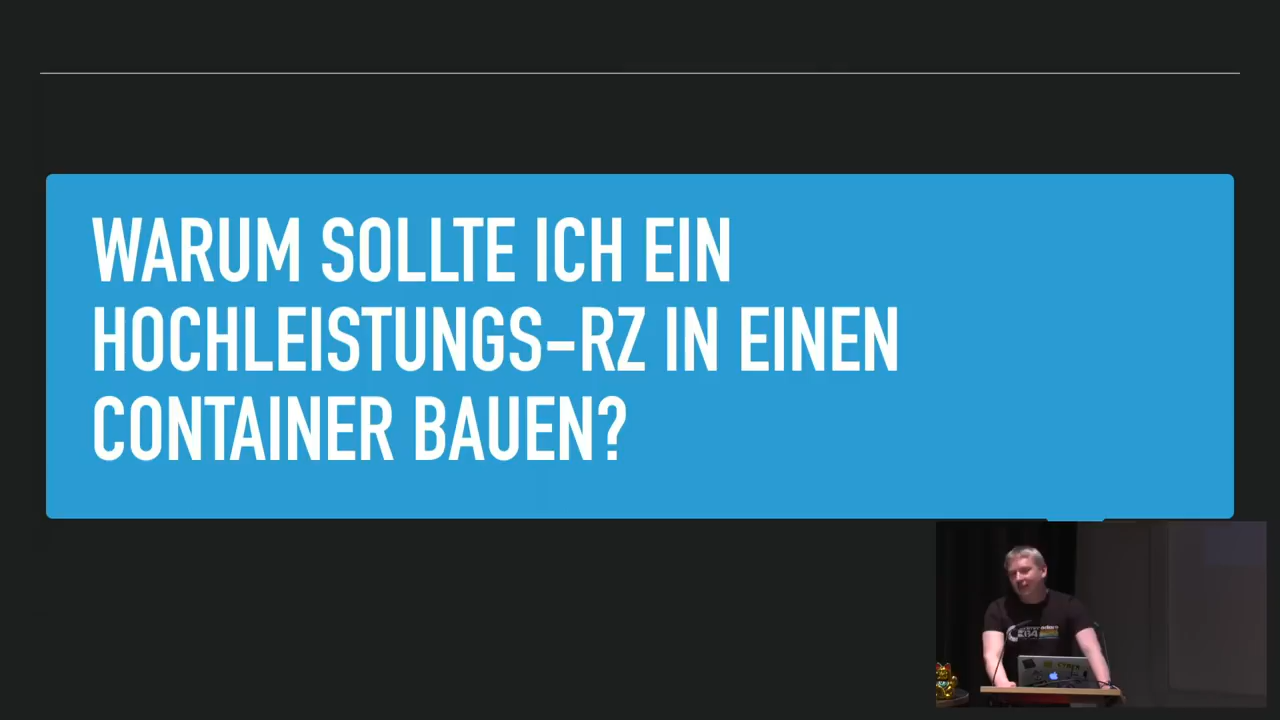 WARUM SOLLTE ICH EIN
HOCHLEISTUNGS-RZ IN EINEN
CONTAINER BAUEN?